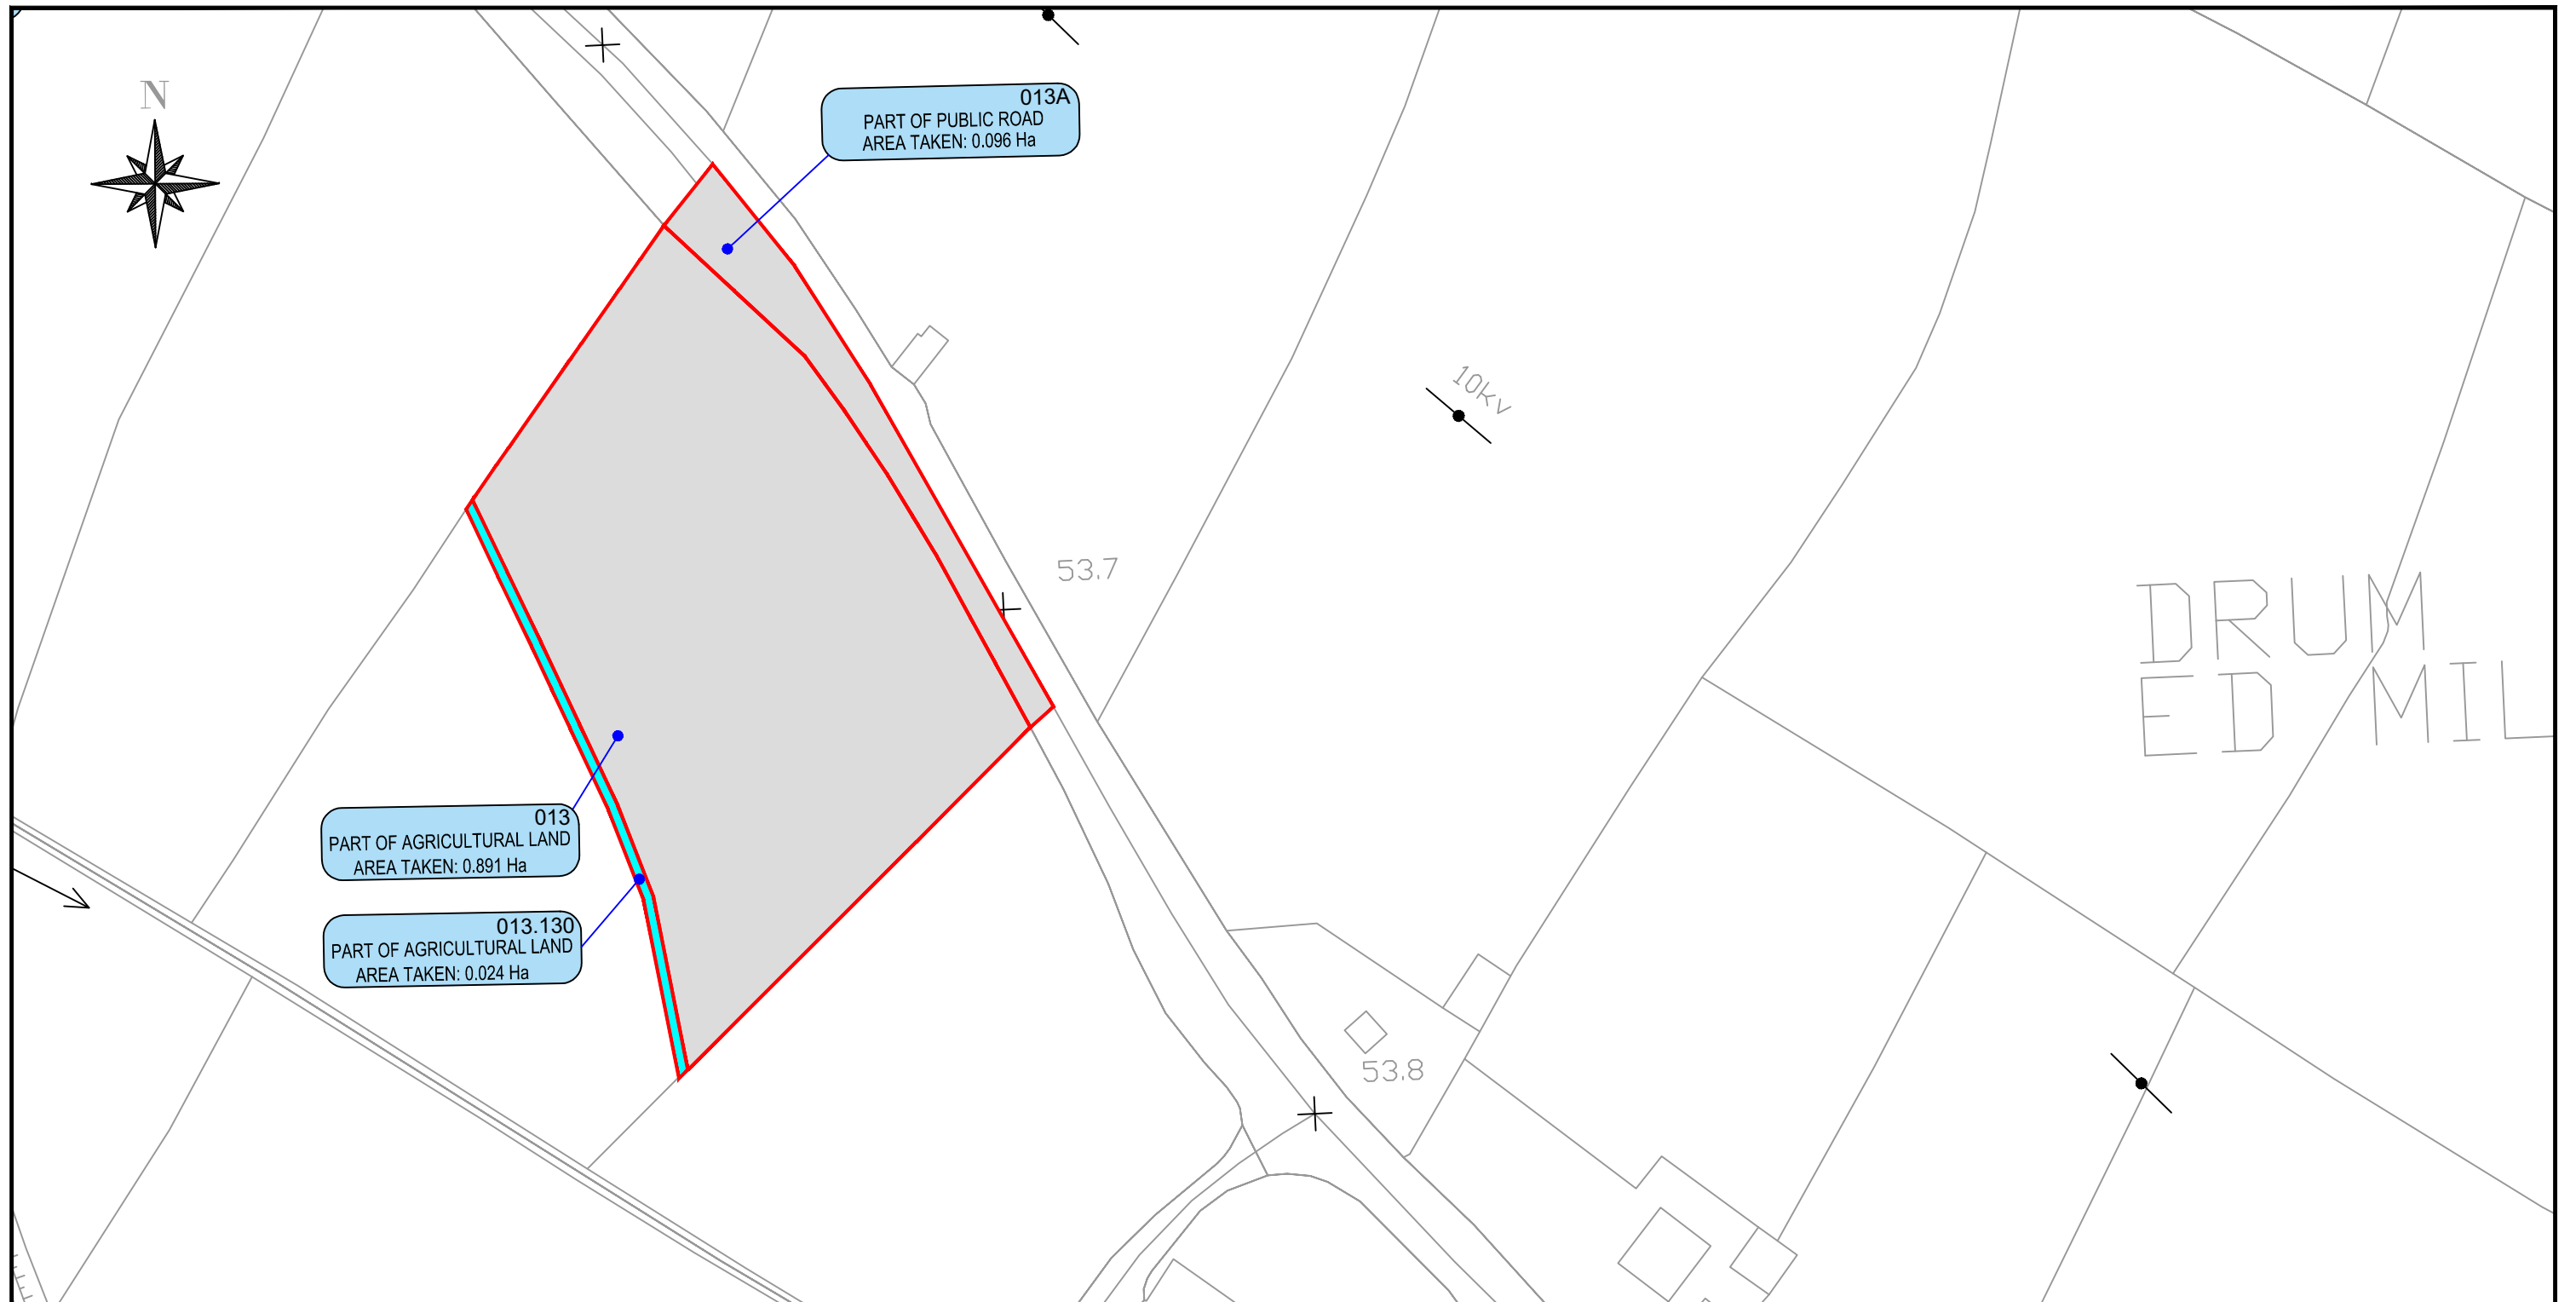 N
013A
PART OF PUBLIC ROAD
AREA TAKEN: 0.096 Ha
10kV
53.7
DRUM
ED MIL
013
PART OF AGRICULTURAL LAND
AREA TAKEN: 0.891 Ha
013.130
PART OF AGRICULTURAL LAND
AREA TAKEN: 0.024 Ha
53.8